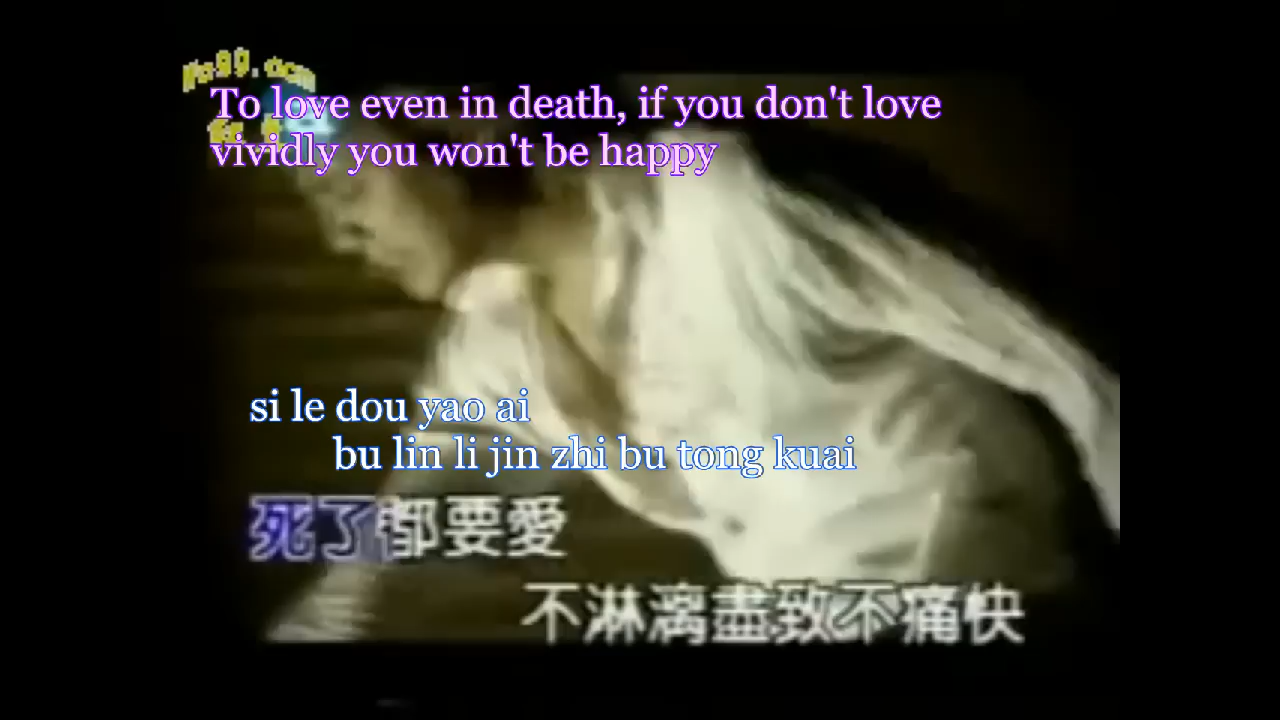 To love even in death, if you don't love
vividly you won't be happy
si le dou yao ai
bu lin li jin zhi bu tong kuai
死了都要愛
不淋漓盡致不痛快